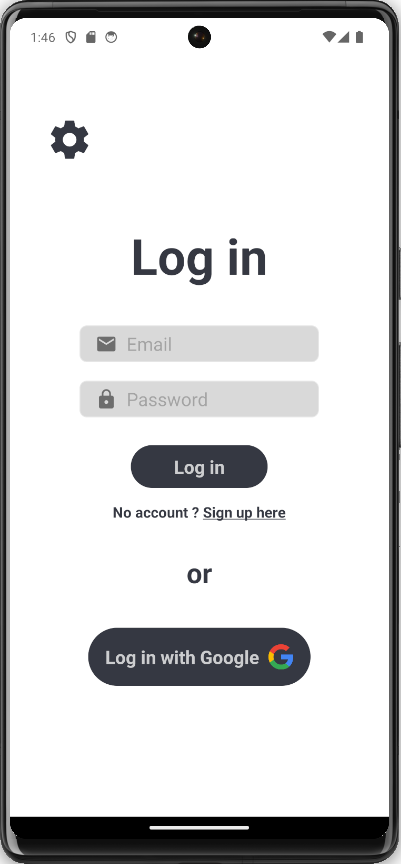 1:46
Log in
Email
Password
Log in
No account ? Sign up here
or
Log in with Google